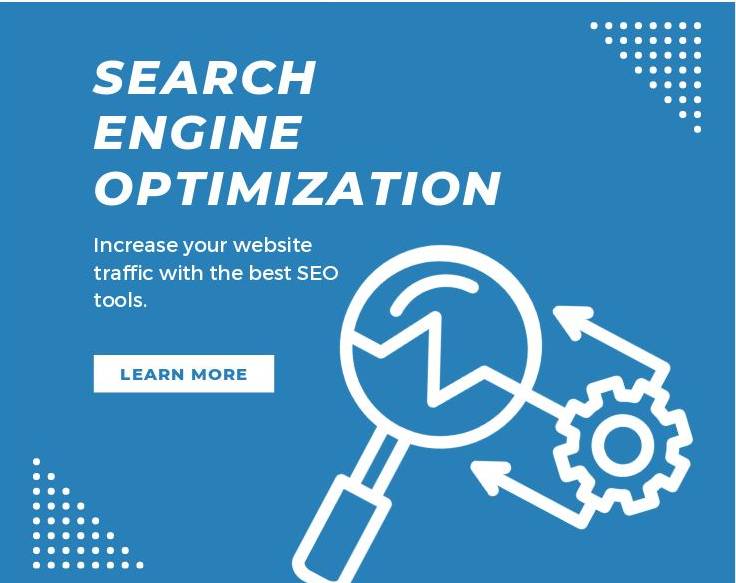 SEARCH
ENGINE
OPTIMIZATION
Increase your website
traffic with the best SEO
tools.
LEARN MORE